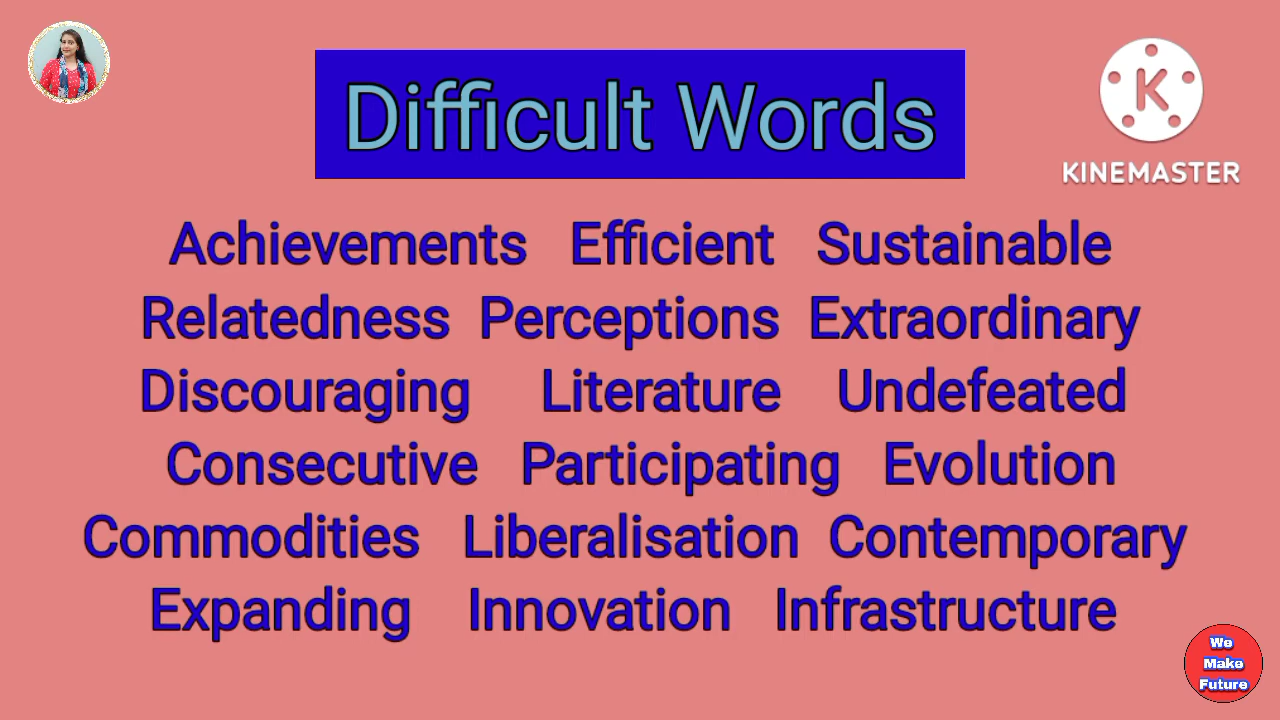 Difficult Words
KINEMASTER
Achievements Efficient Sustainable
Relatedness Perceptions Extraordinary
Discouraging Literature Undefeated
Consecutive Participating Evolution
Commodities Liberalisation Contemporary
Expanding Innovation Infrastructure
We
Make
Future